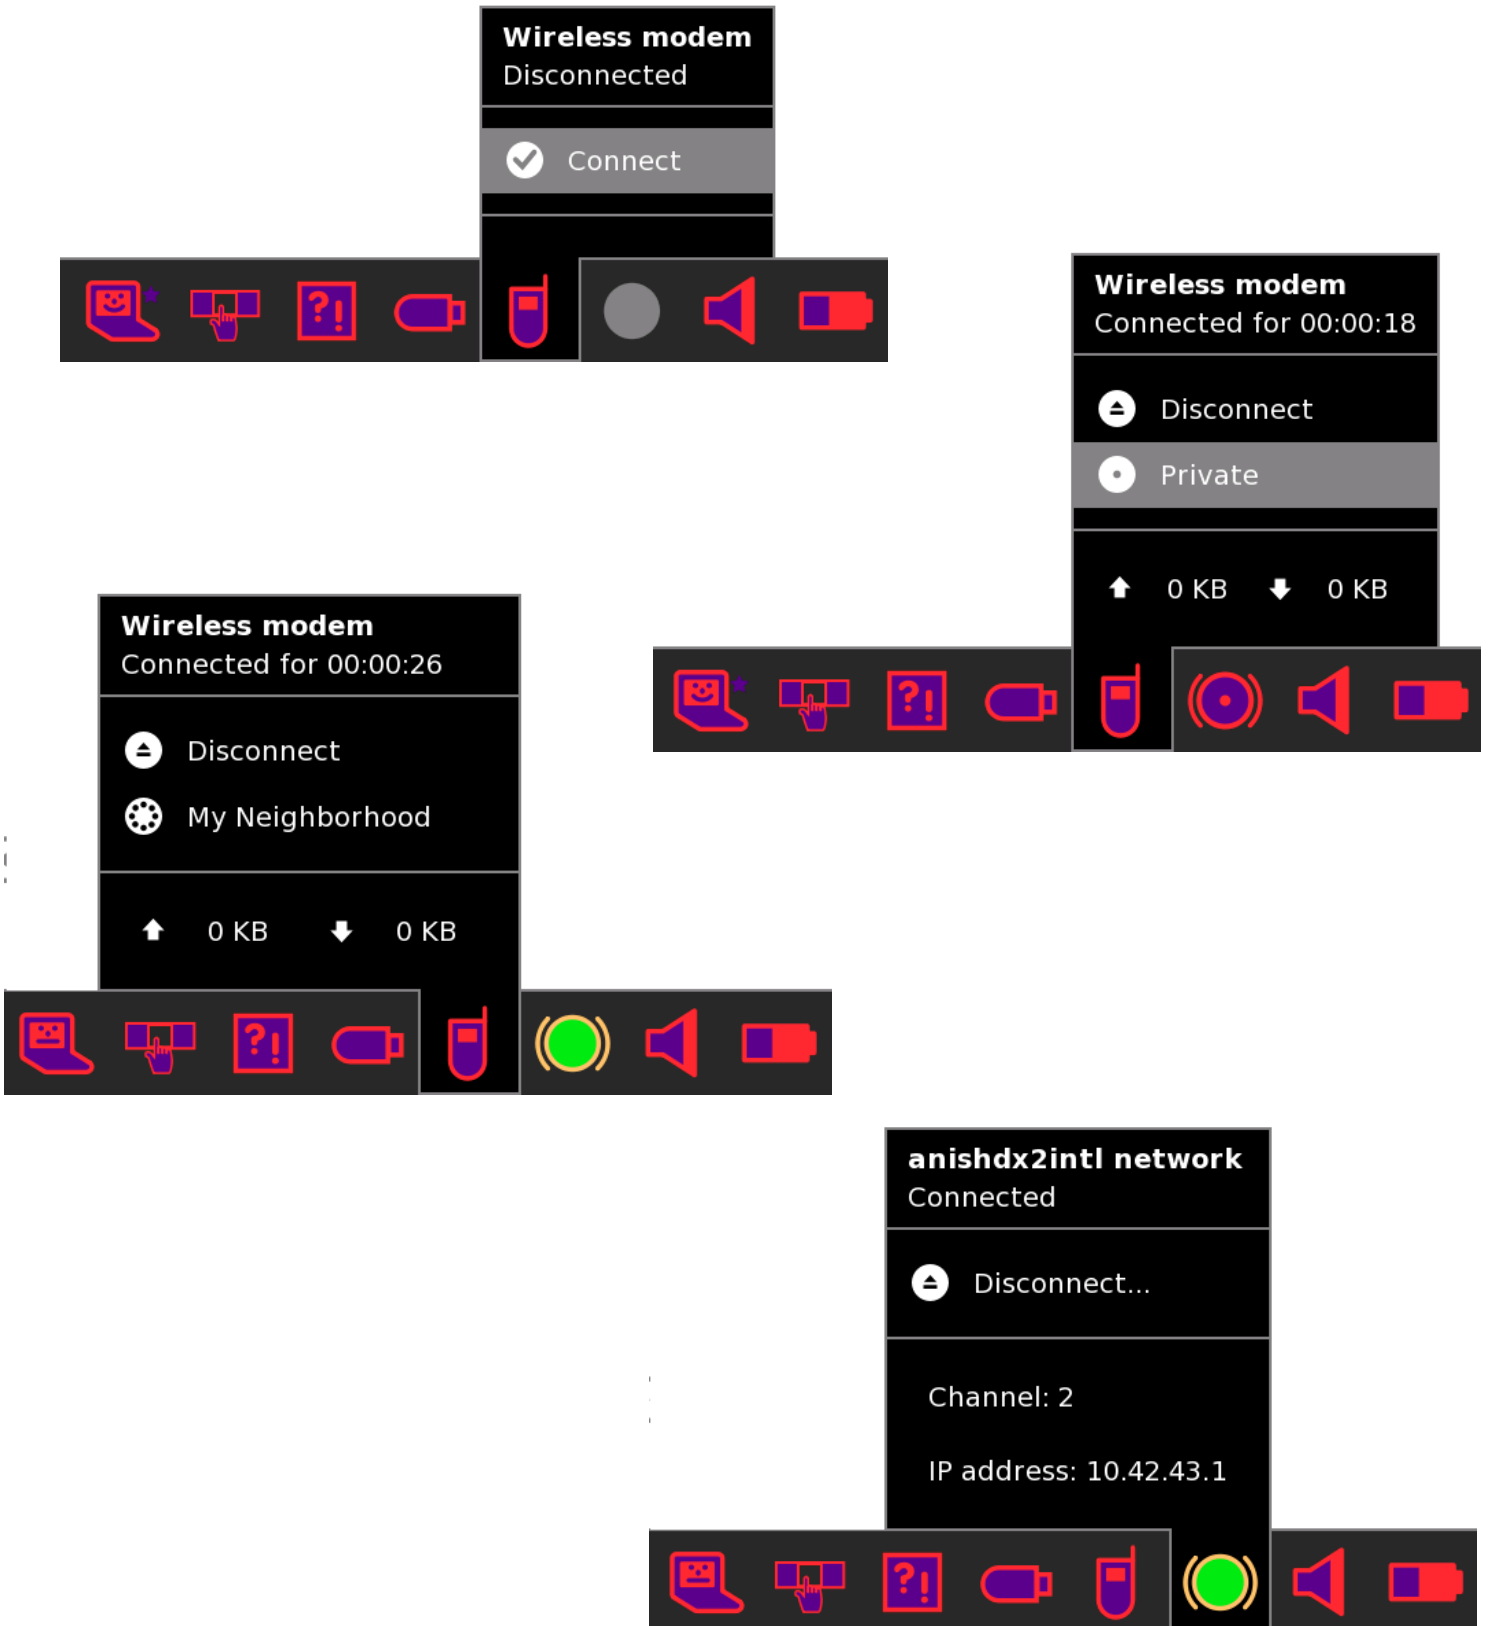 Wireless modem
Disconnected
Connect
?!
Wireless modem
Connected for 00:00:18
Disconnect
Private
0 KB 0 KB
?!
Wireless modem
Connected for 00:00:26
Disconnect
My Neighborhood
0 KB 0 KB
?!
anishdx2intl network
Connected
Disconnect...
Channel: 2
IP address: 10.42.43.1
?!